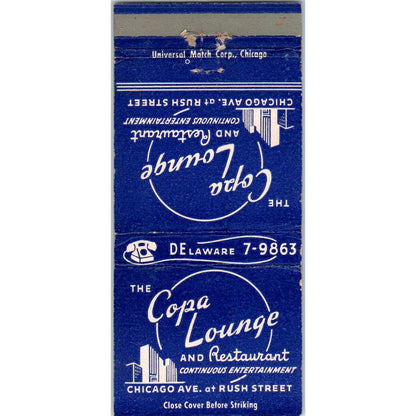 Universal Match Corp., Chicago
THE
Copa
Lounge
AND Restaurant
CONTINUOUS ENTERTAINMENT
CHICAGO AVE. at RUSH STREET
DELAWARE 7-9863
THE
Copa
Lounge
AND Restaurant
CONTINUOUS ENTERTAINMENT
CHICAGO AVE. at RUSH STREET
Close Cover Before Striking